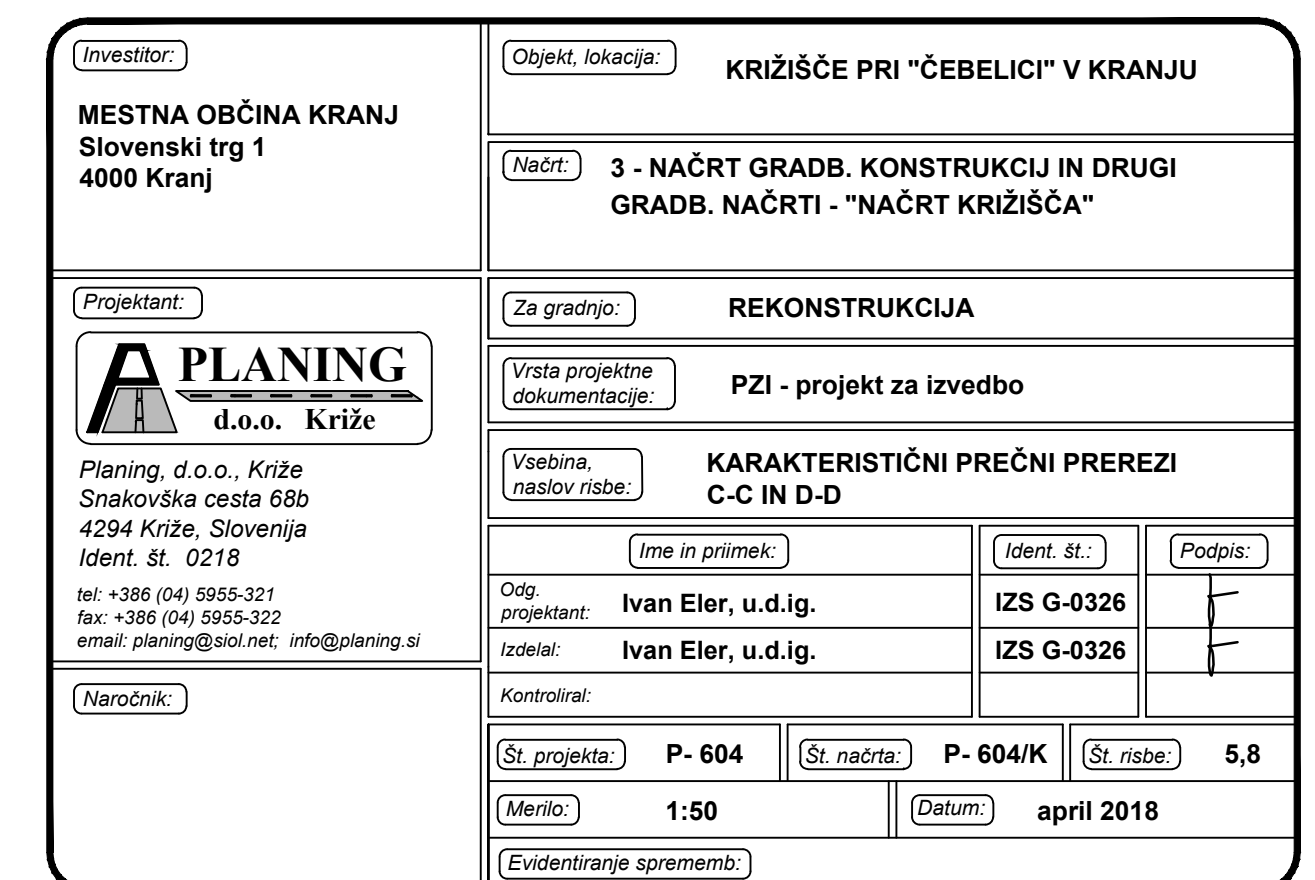 Investitor:
MESTNA OBČINA KRANJ
Slovenski trg 1
4000 Kranj
Objekt, lokacija:
KRIŽIŠČE PRI "ČEBELICI" V KRANJU
Načrt:
3 - NAČRT GRADB. KONSTRUKCIJ IN DRUGI
GRADB. NAČRTI - "NAČRT KRIŽIŠČA"
Projektant:
PLANING
d.o.o. Križe
Planing, d.o.o., Križe
Snakovška cesta 68b
4294 Križe, Slovenija
Ident. št. 0218
tel: +386 (04) 5955-321
fax: +386 (04) 5955-322
email: planing@siol.net; info@planing.si
Naročnik:
Za gradnjo:
REKONSTRUKCIJA
Vrsta projektne
dokumentacije:
PZI - projekt za izvedbo
Vsebina,
naslov risbe:
KARAKTERISTIČNI PREČNI PREREZI
C-C IN D-D
Ime in priimek: Ident. št.: Podpis:
Odg.
projektant: Ivan Eler, u.d.ig. IZS G-0326
Izdelal: Ivan Eler, u.d.ig. IZS G-0326
Kontroliral:
Št. projekta: P- 604 Št. načrta: P- 604/K Št. risbe: 5,8
Merilo: 1:50 Datum: april 2018
Evidentiranje sprememb: